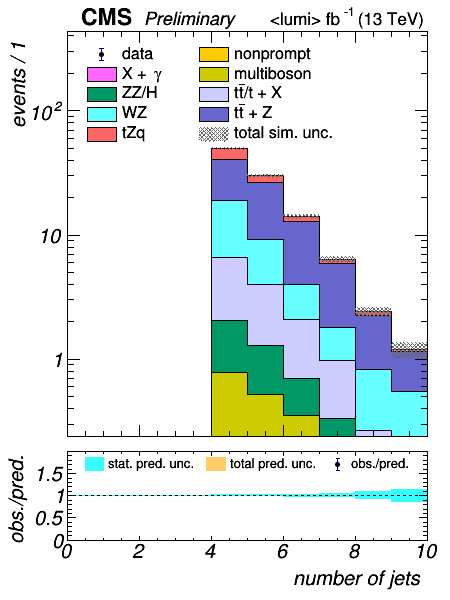 CMS Preliminary <lumi> fb⁻¹ (13 TeV)
events / 1
data
nonprompt
X + γ
multiboson
ZZ/H
tt̄/t + X
WZ
tt̄ + Z
tZq
total sim. unc.
10²
10
1
stat. pred. unc.
total pred. unc.
obs./pred.
obs./pred.
1.5
1
0.5
0
0 2 4 6 8 10
number of jets